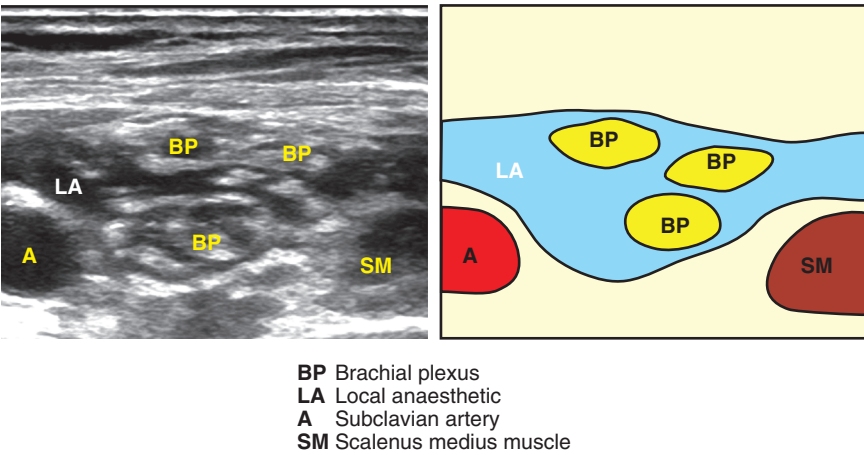 BP
BP
LA
BP
A
SM
BP
BP
LA
BP
A
SM
BP Brachial plexus
LA Local anaesthetic
A Subclavian artery
SM Scalenus medius muscle